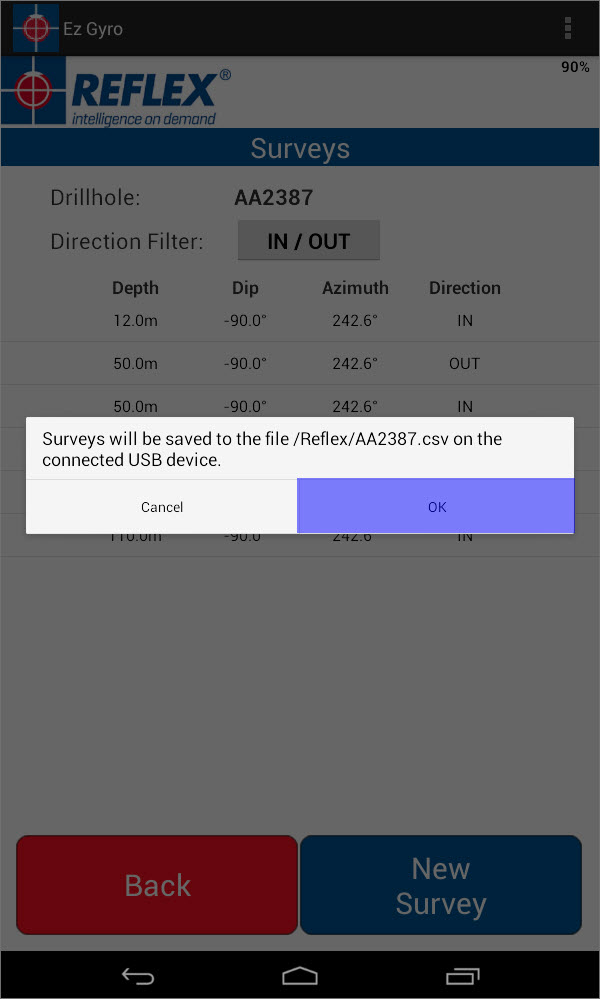 Ez Gyro
90%
REFLEX®
intelligence on demand
Surveys
Drillhole: AA2387
Direction Filter: IN / OUT
Depth Dip Azimuth Direction
12.0m -90.0° 242.6° IN
50.0m -90.0° 242.6° OUT
50.0m -90.0° 242.6° IN
Surveys will be saved to the file /Reflex/AA2387.csv on the
connected USB device.
Cancel OK
110.0m -90.0° 242.6° IN
Back New
Survey